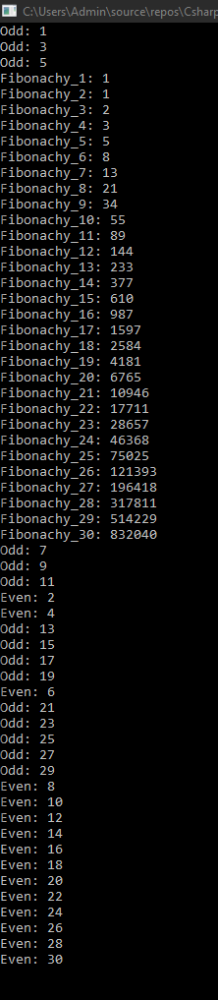 C:\Users\Admin\source\repos\Csharp
Odd: 1
Odd: 3
Odd: 5
Fibonachy_1: 1
Fibonachy_2: 1
Fibonachy_3: 2
Fibonachy_4: 3
Fibonachy_5: 5
Fibonachy_6: 8
Fibonachy_7: 13
Fibonachy_8: 21
Fibonachy_9: 34
Fibonachy_10: 55
Fibonachy_11: 89
Fibonachy_12: 144
Fibonachy_13: 233
Fibonachy_14: 377
Fibonachy_15: 610
Fibonachy_16: 987
Fibonachy_17: 1597
Fibonachy_18: 2584
Fibonachy_19: 4181
Fibonachy_20: 6765
Fibonachy_21: 10946
Fibonachy_22: 17711
Fibonachy_23: 28657
Fibonachy_24: 46368
Fibonachy_25: 75025
Fibonachy_26: 121393
Fibonachy_27: 196418
Fibonachy_28: 317811
Fibonachy_29: 514229
Fibonachy_30: 832040
Odd: 7
Odd: 9
Odd: 11
Even: 2
Even: 4
Odd: 13
Odd: 15
Odd: 17
Odd: 19
Even: 6
Odd: 21
Odd: 23
Odd: 25
Odd: 27
Odd: 29
Even: 8
Even: 10
Even: 12
Even: 14
Even: 16
Even: 18
Even: 20
Even: 22
Even: 24
Even: 26
Even: 28
Even: 30